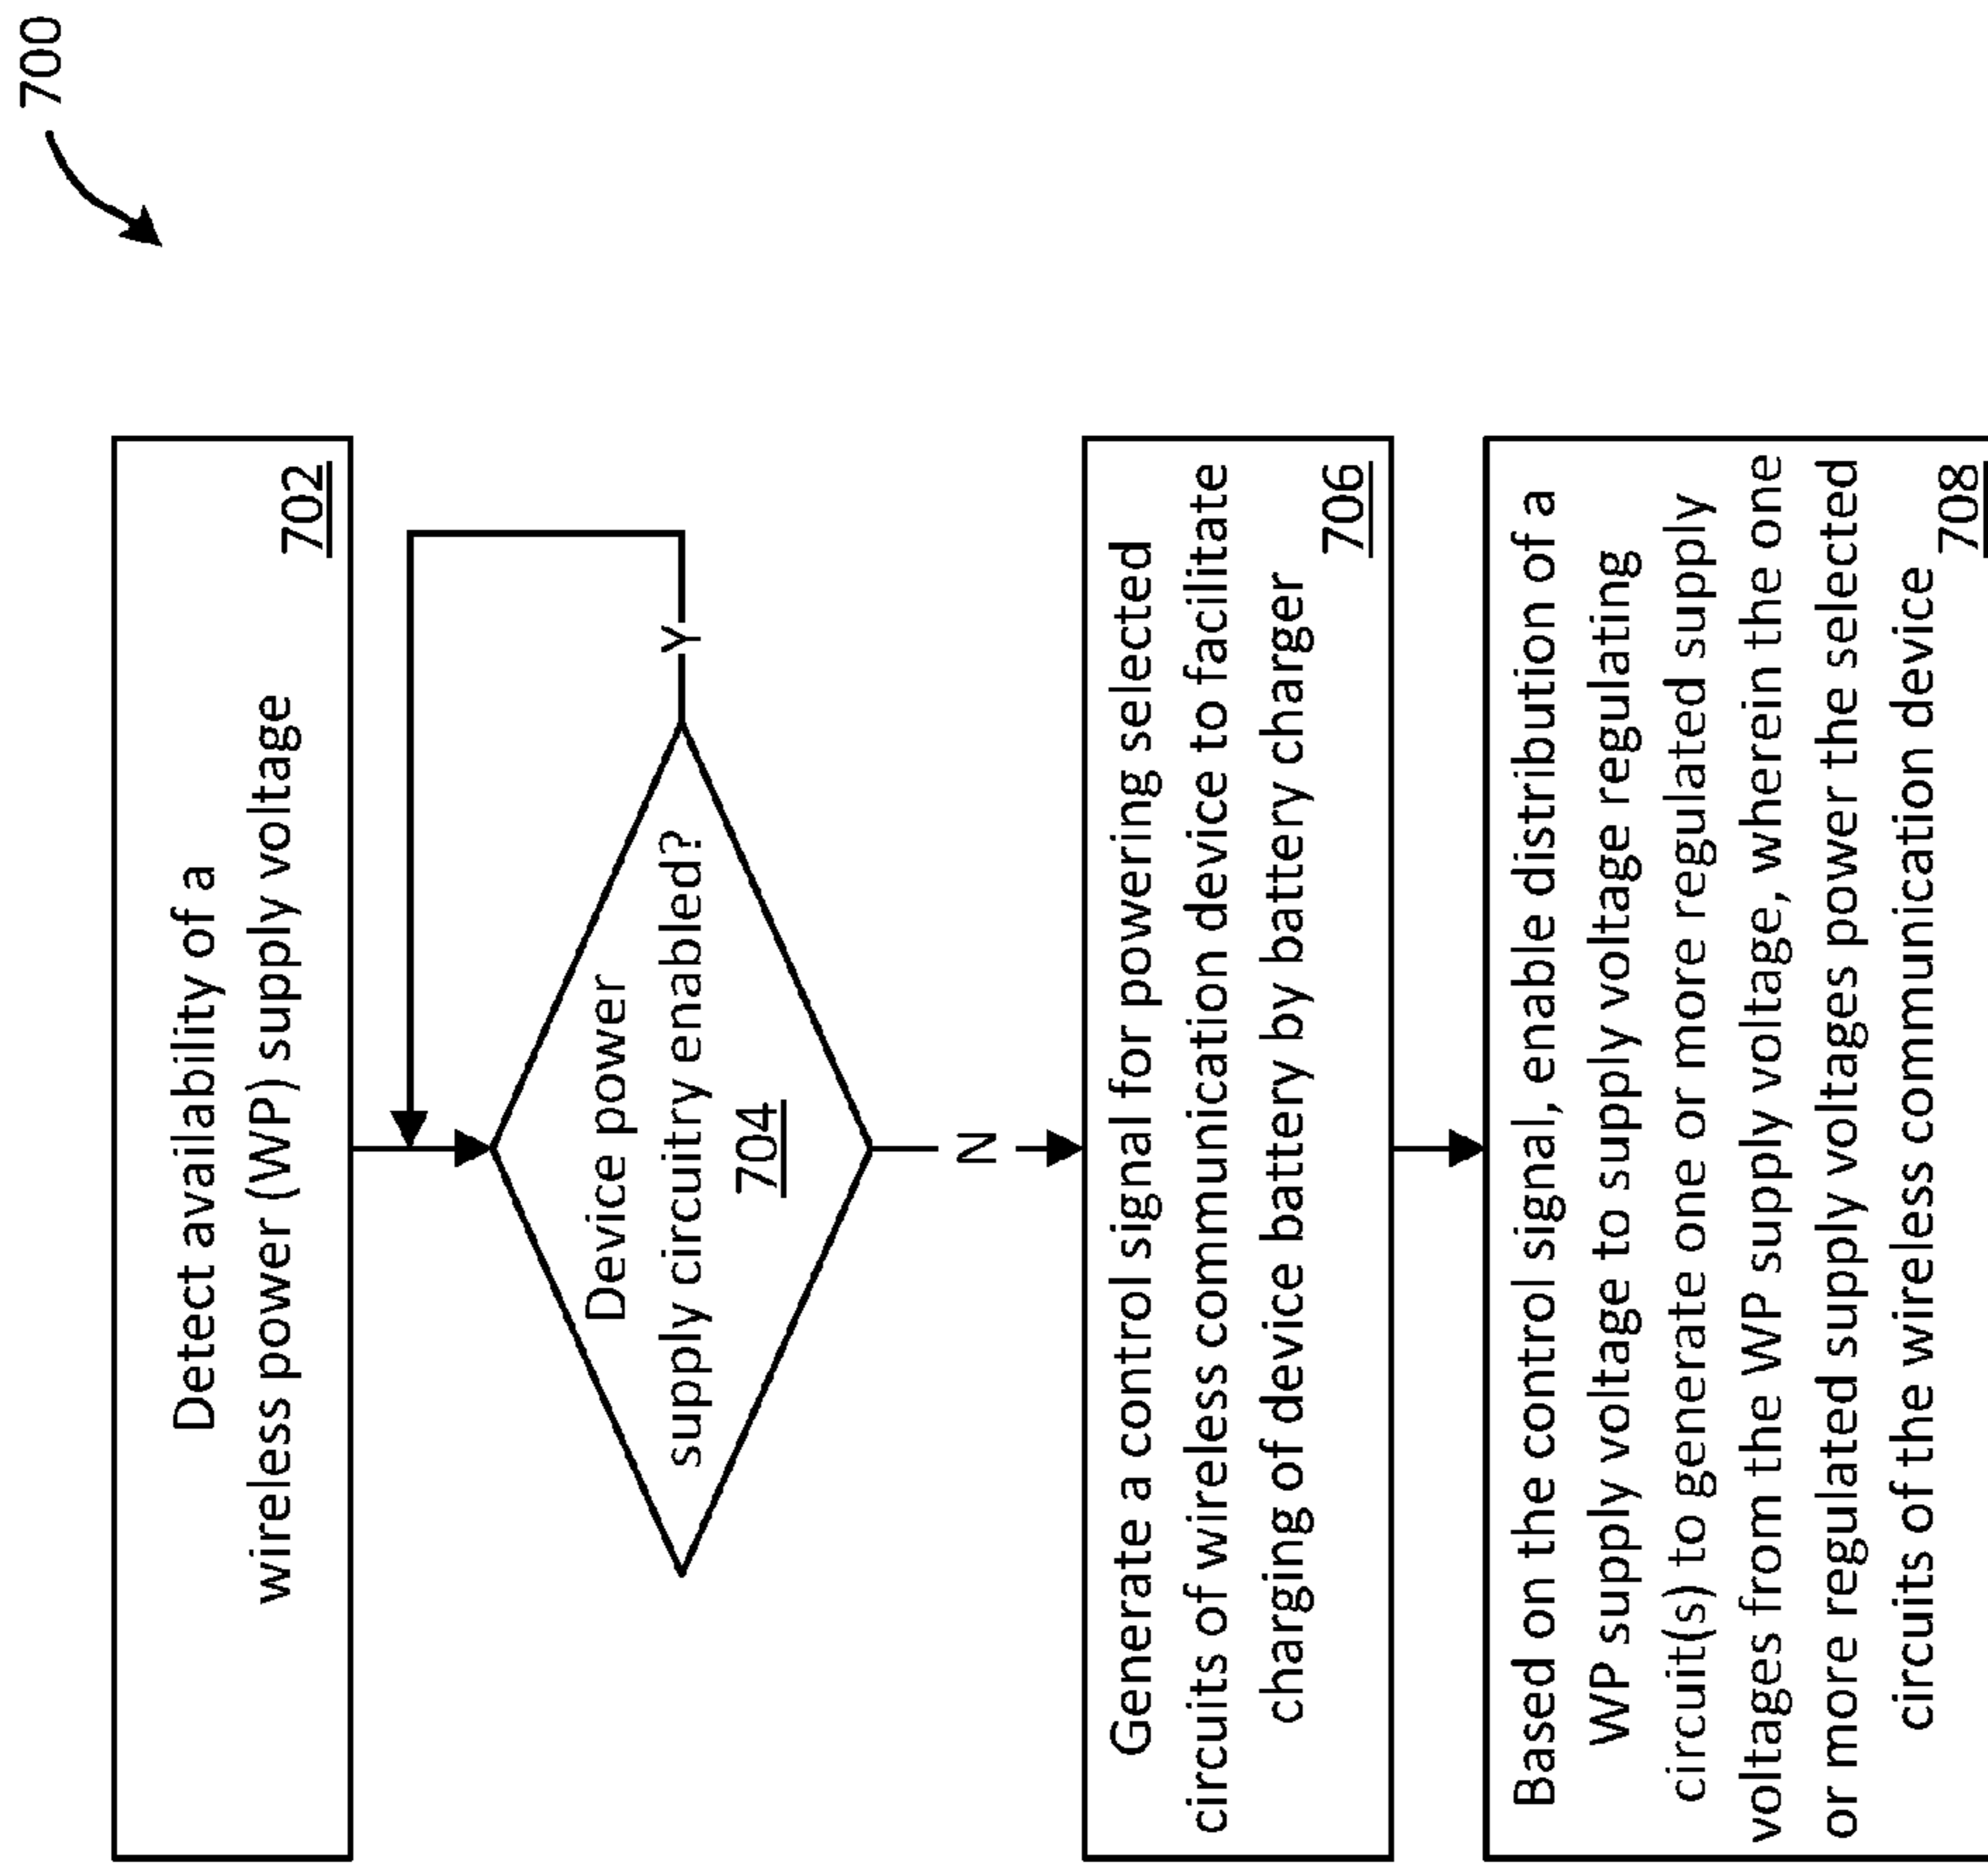 700
Detect availability of a
wireless power (WP) supply voltage
702
Device power
supply circuitry enabled?
704
Y
N
Generate a control signal for powering selected
circuits of wireless communication device to facilitate
charging of device battery by battery charger
706
Based on the control signal, enable distribution of a
WP supply voltage to supply voltage regulating
circuit(s) to generate one or more regulated supply
voltages from the WP supply voltage, wherein the one
or more regulated supply voltages power the selected
circuits of the wireless communication device
708